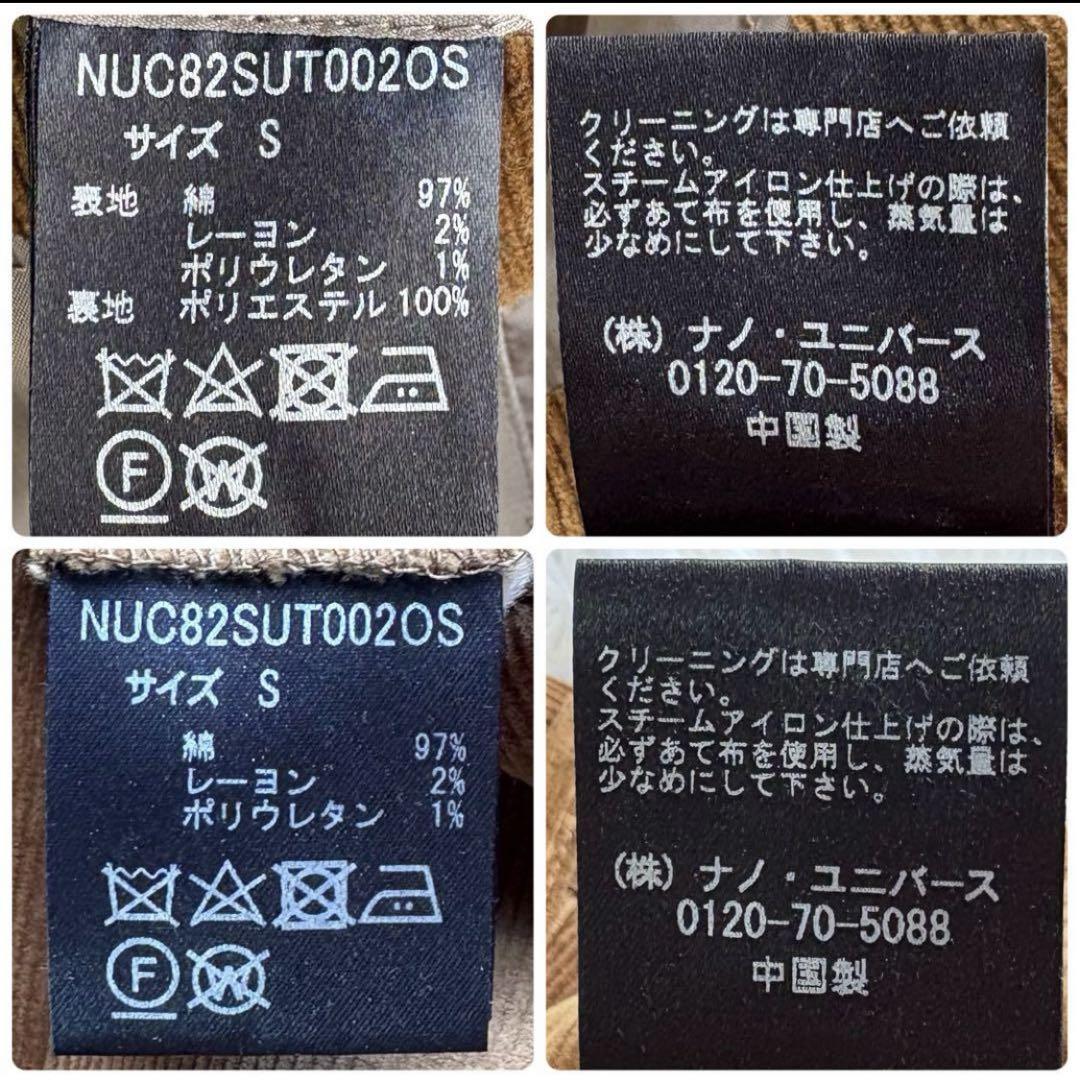 NUC82SUT002OS
サイズ S
表地 綿 97%
レーヨン 2%
ポリウレタン 1%
裏地 ポリエステル 100%
F
W
クリーニングは専門店へご依頼
ください。
スチームアイロン仕上げの際は、
必ずあて布を使用し、蒸気量は
少なめにして下さい。
(株) ナノ・ユニバース
0120-70-5088
中国製
NUC82SUT002OS
サイズ S
綿 97%
レーヨン 2%
ポリウレタン 1%
F
W
クリーニングは専門店へご依頼
ください。
スチームアイロン仕上げの際は、
必ずあて布を使用し、蒸気量は
少なめにして下さい。
(株) ナノ・ユニバース
0120-70-5088
中国製